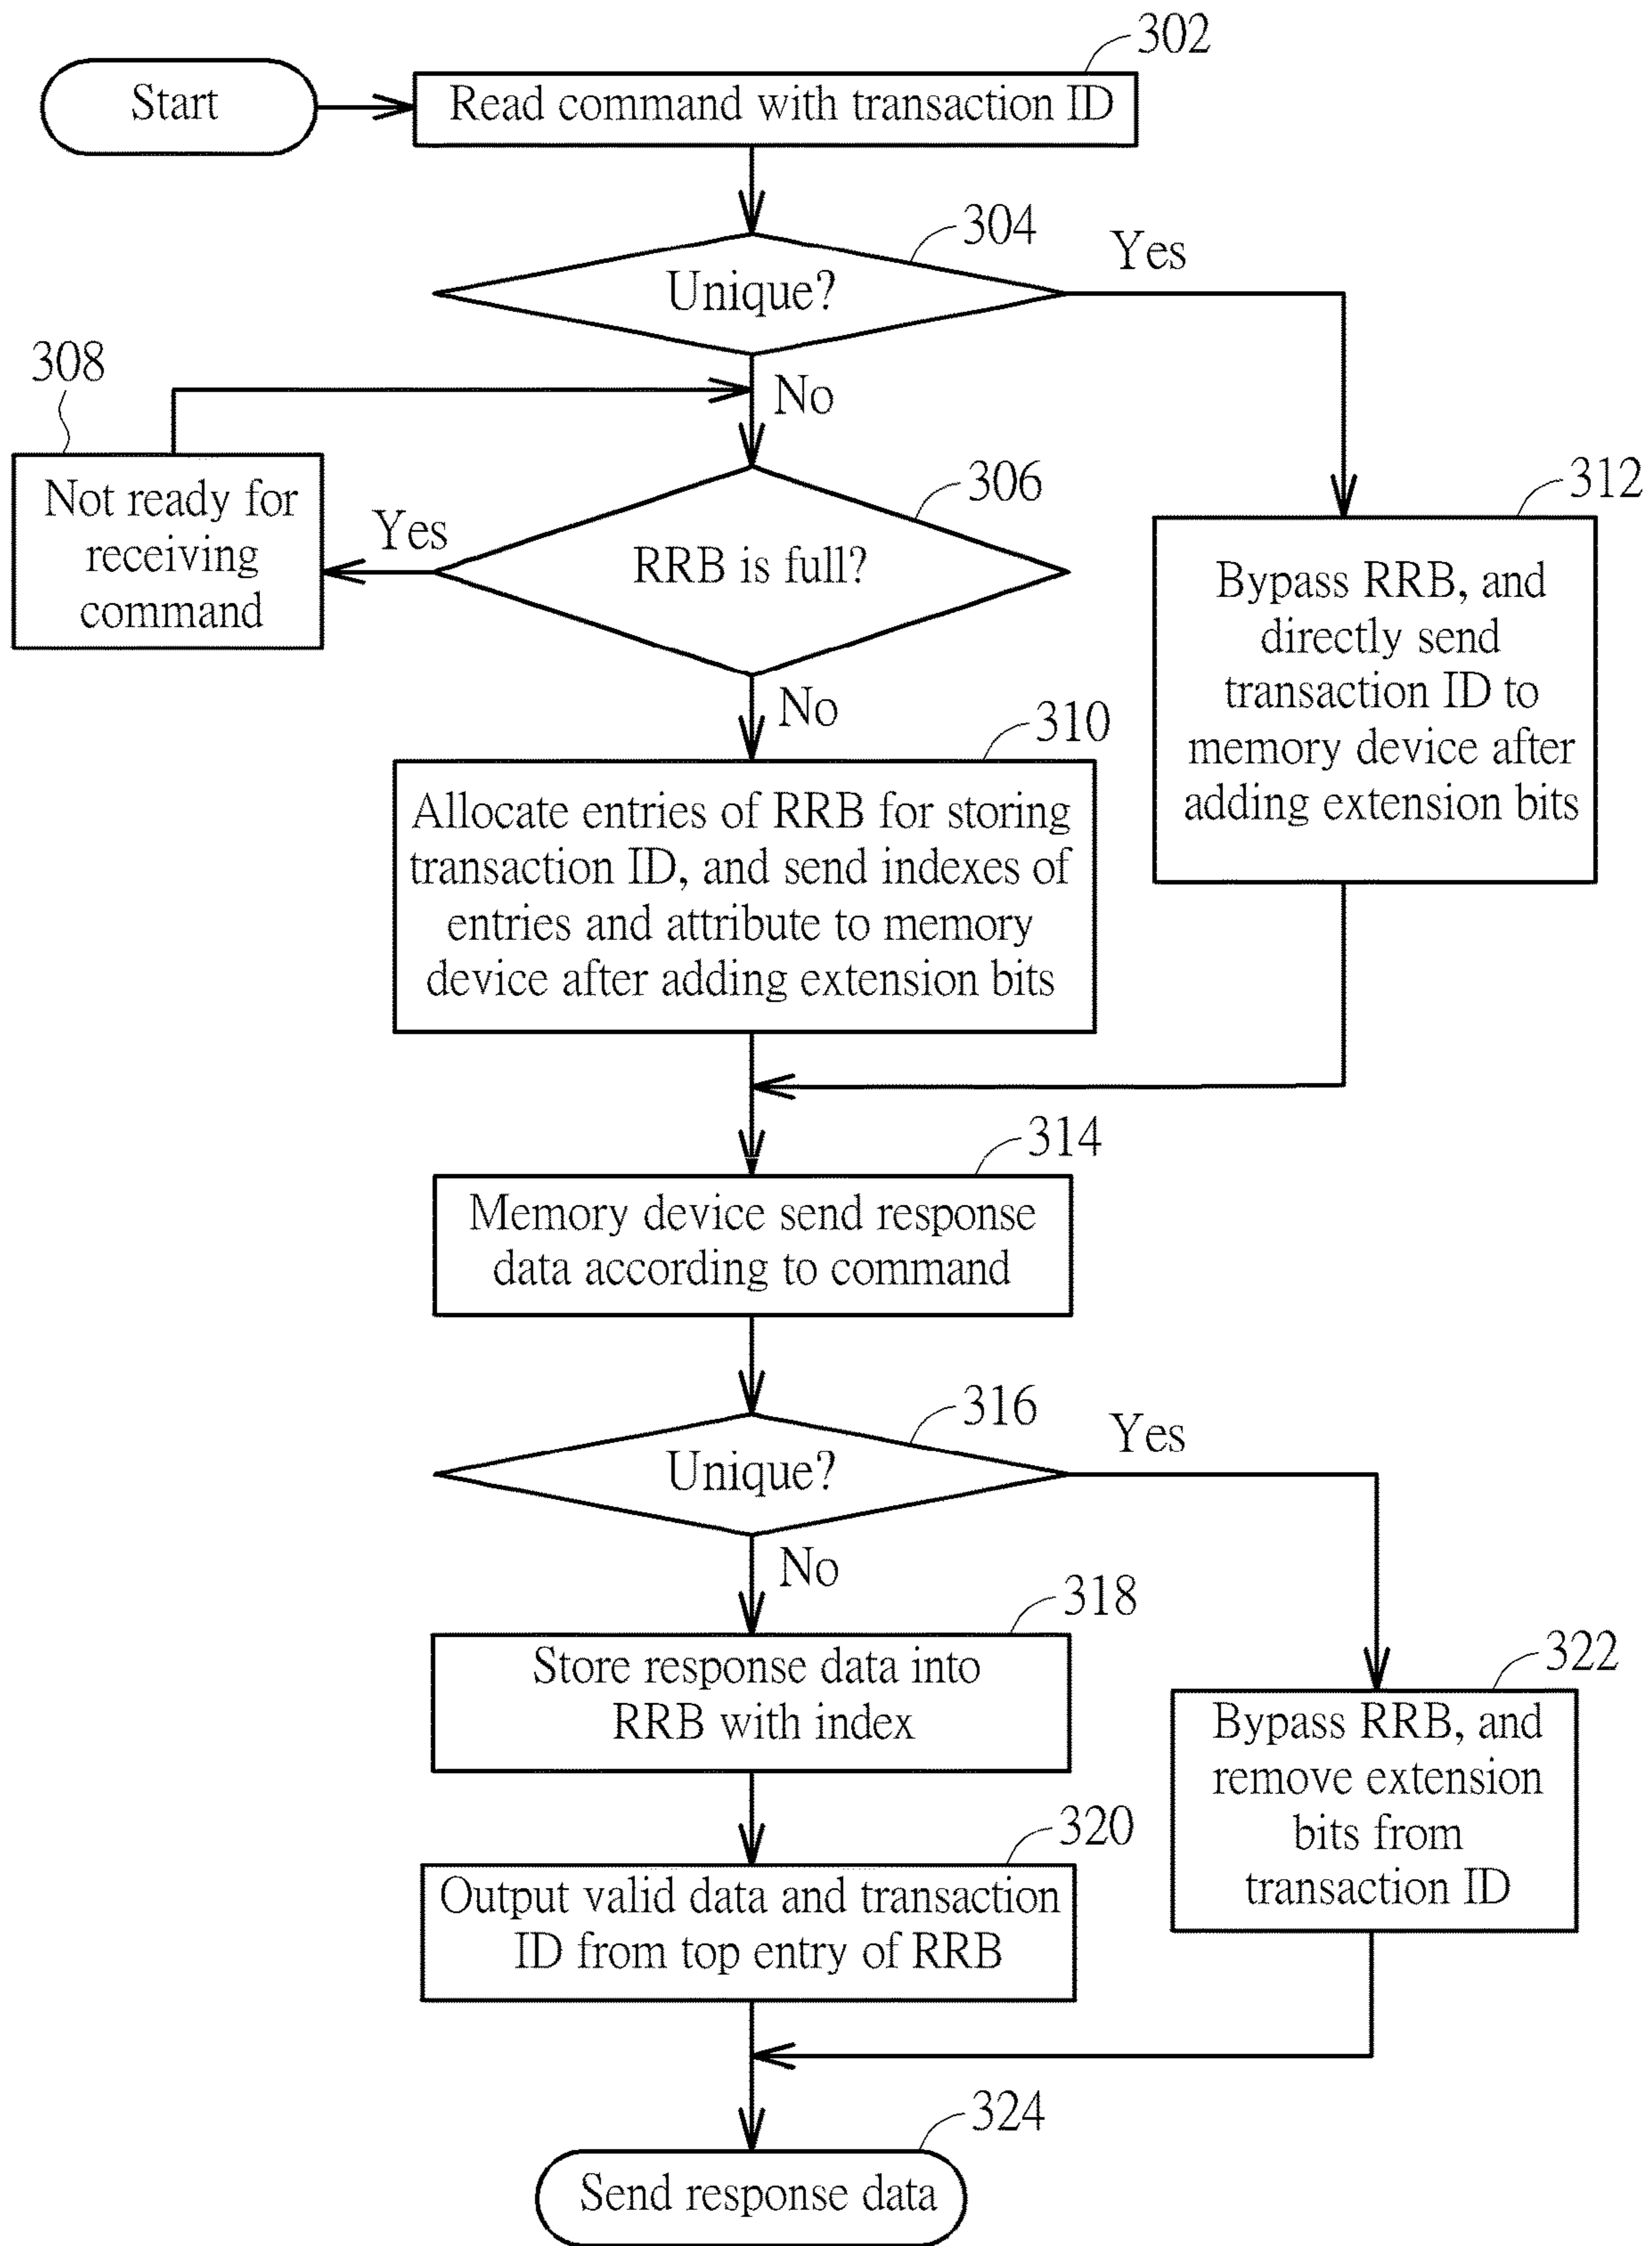 302
Start
Read command with transaction ID
304
Yes
Unique?
308
No
306
312
Not ready for
receiving
command
Yes
RRB is full?
Bypass RRB, and
directly send
transaction ID to
memory device after
adding extension bits
No
310
Allocate entries of RRB for storing
transaction ID, and send indexes of
entries and attribute to memory
device after adding extension bits
314
Memory device send response
data according to command
316
Yes
Unique?
No
318
Store response data into
RRB with index
322
Bypass RRB, and
remove extension
bits from
transaction ID
320
Output valid data and transaction
ID from top entry of RRB
324
Send response data